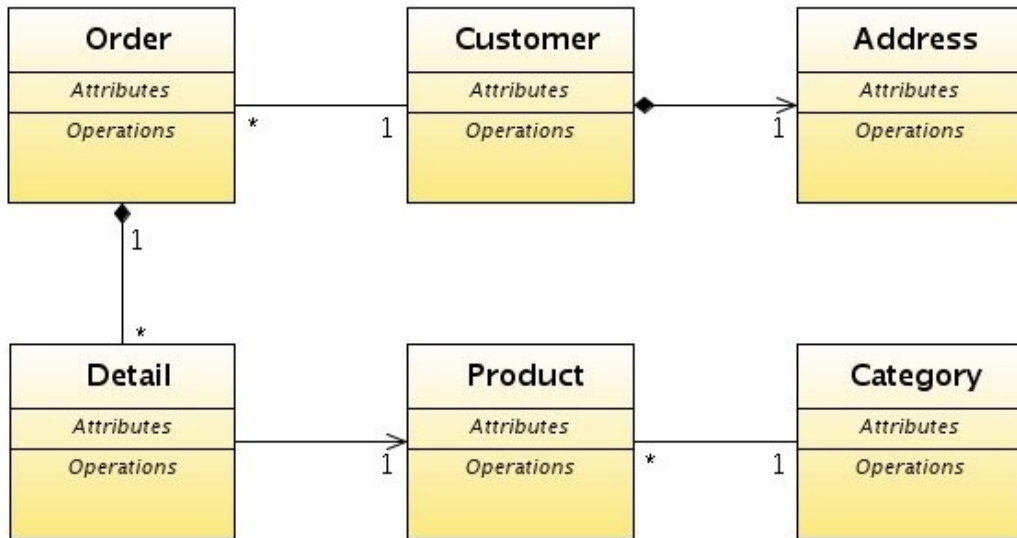 Order Customer Address
Attributes Attributes Attributes
* 1 1
Operations Operations Operations
1
*
Detail Product Category
Attributes Attributes Attributes
1 * 1
Operations Operations Operations